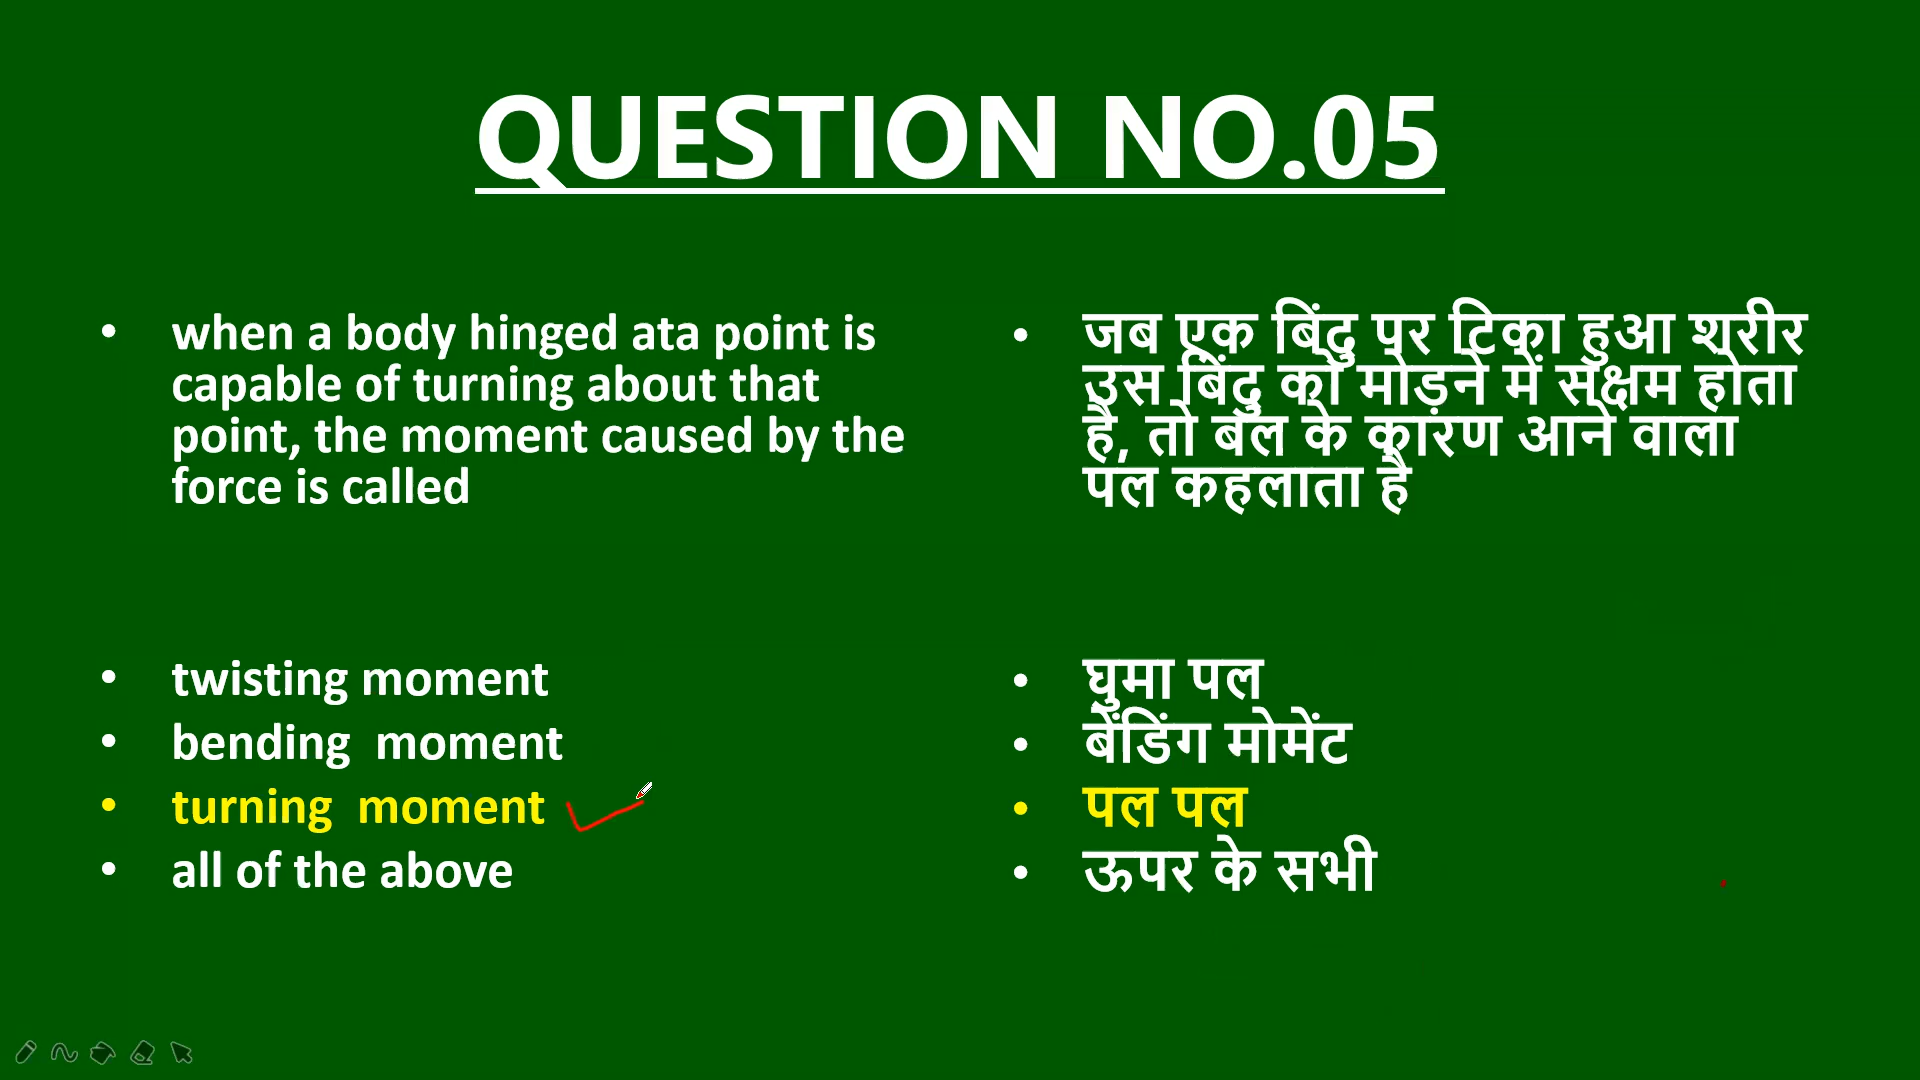 QUESTION NO.05
when a body hinged ata point is
capable of turning about that
point, the moment caused by the
force is called
twisting moment
bending moment
turning moment
all of the above
जब एक बिंदु पर टिका हुआ शरीर
उस बिंदु को मोड़ने में सक्षम होता
है, तो बल के कारण आने वाला
पल कहलाता है
घुमा पल
बेंडिंग मोमेंट
पल पल
ऊपर के सभी